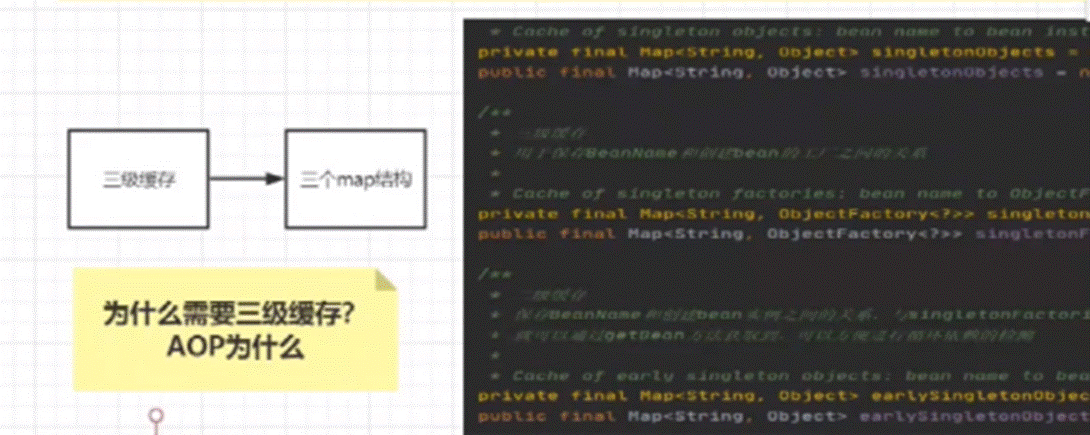 三级缓存
三个map结构
为什么需要三级缓存?
AOP为什么
* Cache of singleton objects: bean name to bean inst
private final Map<String, Object> singletonObjects =
public final Map<String, Object> singletonObjects = n
/**
* 三级缓存
* 用于保存BeanName和创建bean的工厂之间的关系
*
* Cache of singleton factories: bean name to ObjectF
private final Map<String, ObjectFactory<?>> singleton
public final Map<String, ObjectFactory<?>> singletonF
/**
* 二级缓存
* 保存BeanName和创建bean实例之间的关系，与singletonFactori
* 就可以通过getBean方法获取到，可以方便进行循环依赖的检测
*
* Cache of early singleton objects: bean name to bea
private final Map<String, Object> earlySingletonObjec
public final Map<String, Object> earlySingletonObject